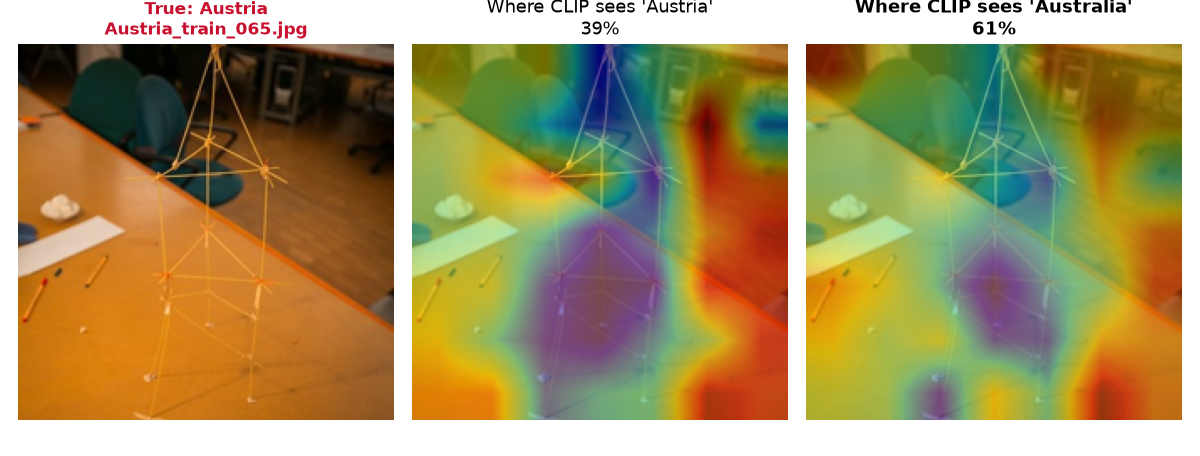 True: Austria
Austria_train_065.jpg
Where CLIP sees 'Austria'
39%
Where CLIP sees 'Australia'
61%